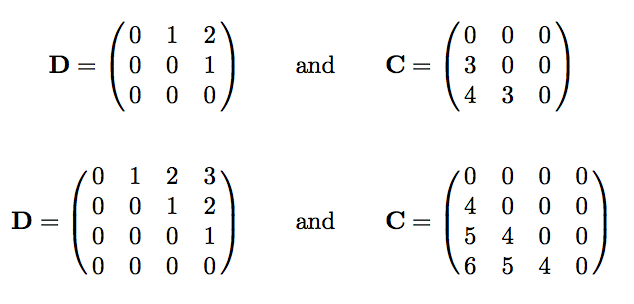 D = ( 0 1 2 and C = ( 0 0 0
0 0 1 3 0 0
0 0 0 ) 4 3 0 )
D = ( 0 1 2 3 and C = ( 0 0 0 0
0 0 1 2 4 0 0 0
0 0 0 1 5 4 0 0
0 0 0 0 ) 6 5 4 0 )